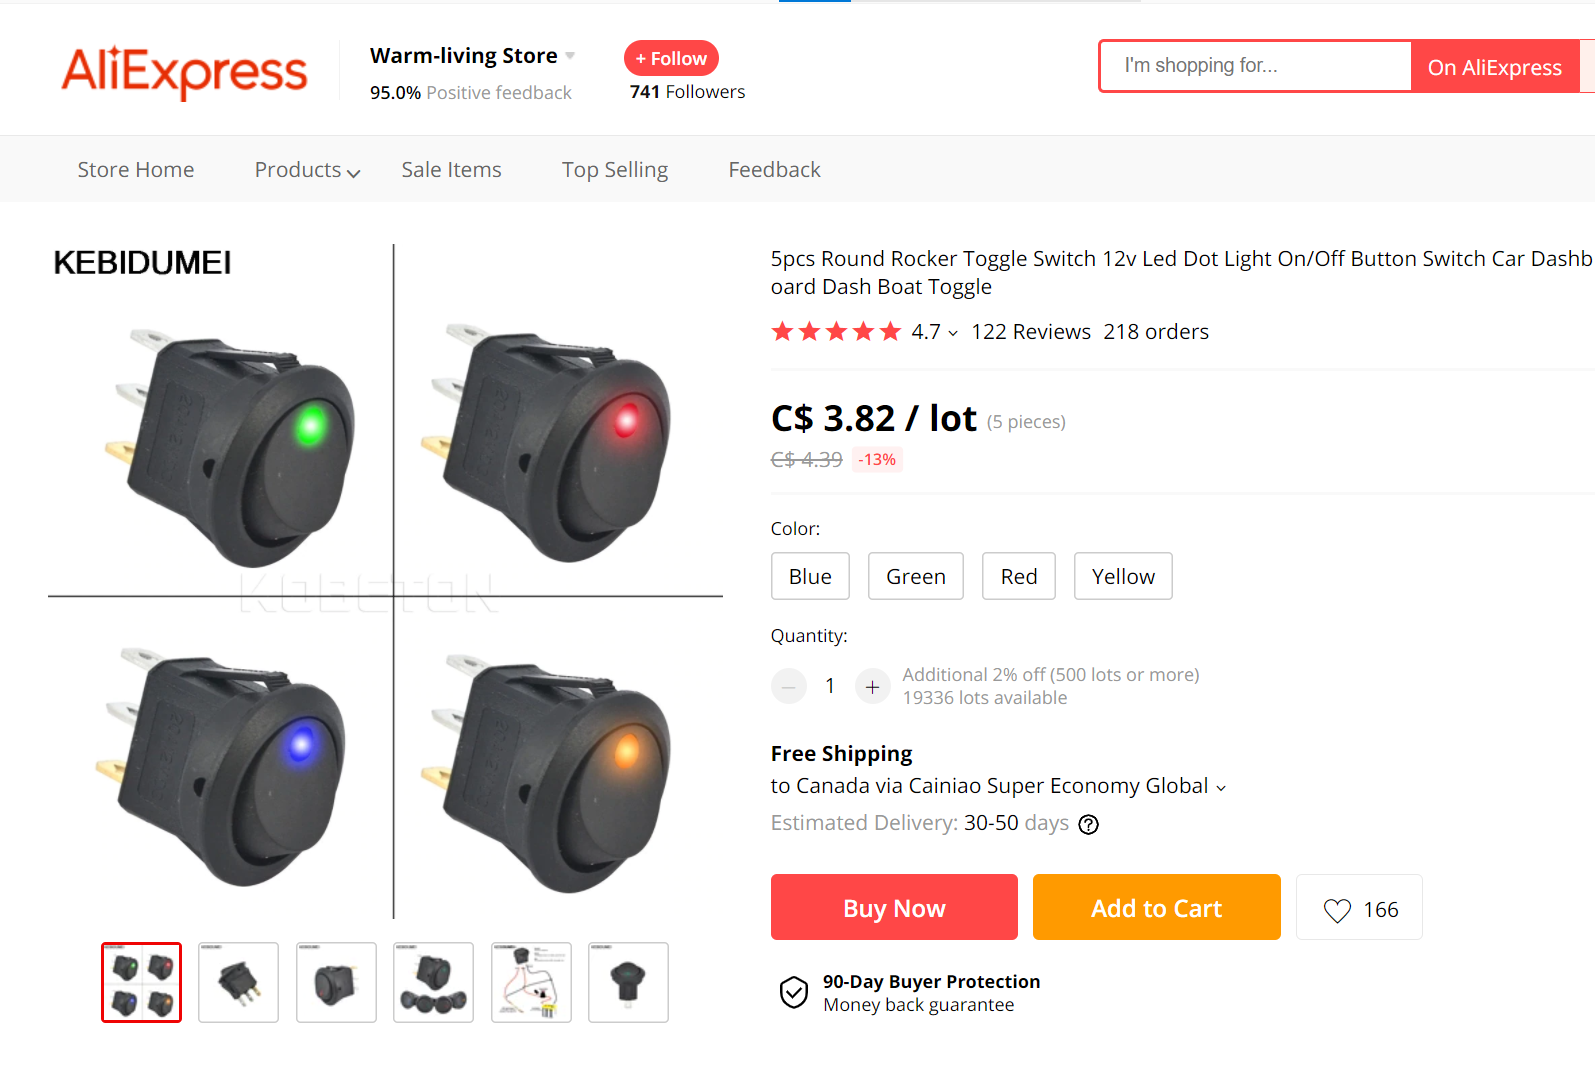 AliExpress
Warm-living Store
+ Follow
95.0% Positive feedback
741 Followers
I'm shopping for...
On AliExpress
Store Home
Products
Sale Items
Top Selling
Feedback
KEBIDUMEI
KOBETON
5pcs Round Rocker Toggle Switch 12v Led Dot Light On/Off Button Switch Car Dashb
oard Dash Boat Toggle
4.7
122 Reviews
218 orders
C$ 3.82 / lot (5 pieces)
C$ 4.39 -13%
Color:
Blue
Green
Red
Yellow
Quantity:
1
Additional 2% off (500 lots or more)
19336 lots available
Free Shipping
to Canada via Cainiao Super Economy Global
Estimated Delivery: 30-50 days
Buy Now
Add to Cart
166
90-Day Buyer Protection
Money back guarantee